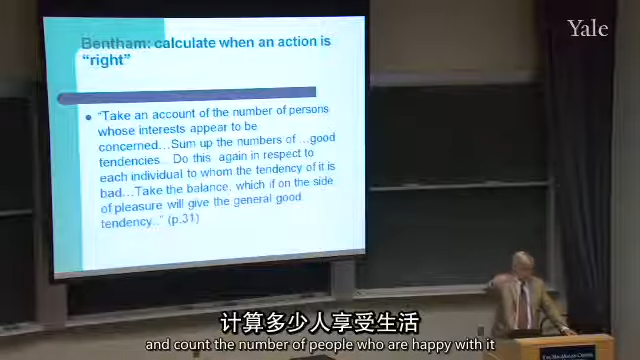 Yale
Bentham: calculate when an action is
"right"
"Take an account of the number of persons
whose interests appear to be
concerned...Sum up the numbers of ...good
tendencies.. Do this again in respect to
each individual to whom the tendency of it is
bad...Take the balance, which if on the side
of pleasure will give the general good
tendency.." (p.31)
计算多少人享受生活
and count the number of people who are happy with it